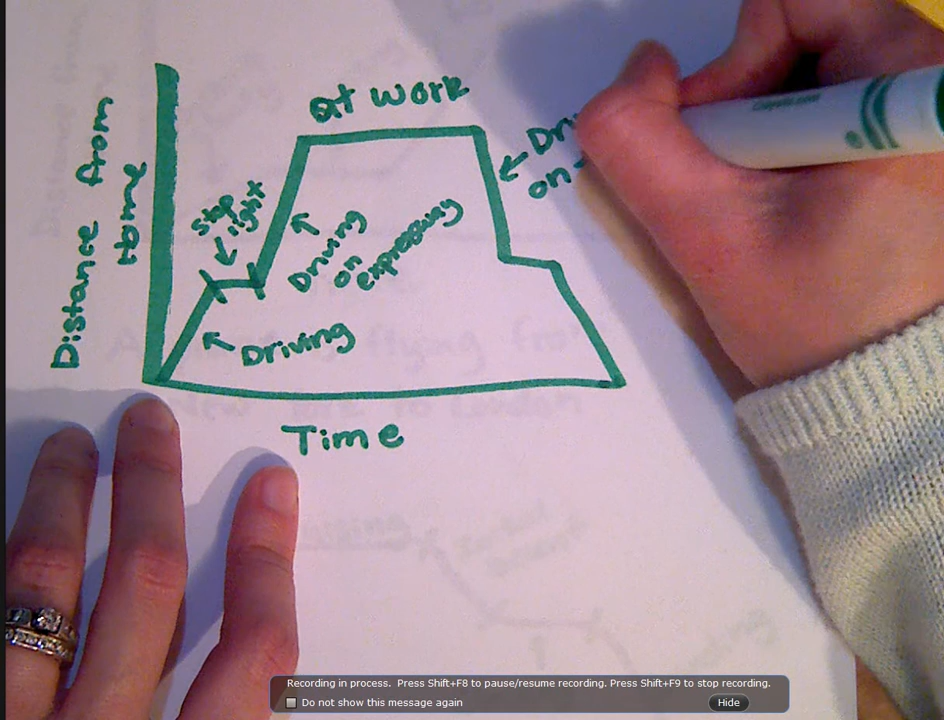 at work
Distance from
Home
Stop
light
Driving
on
expressway
Driving
on
Time
Recording in process. Press Shift+F8 to pause/resume recording. Press Shift+F9 to stop recording.
Do not show this message again
Hide